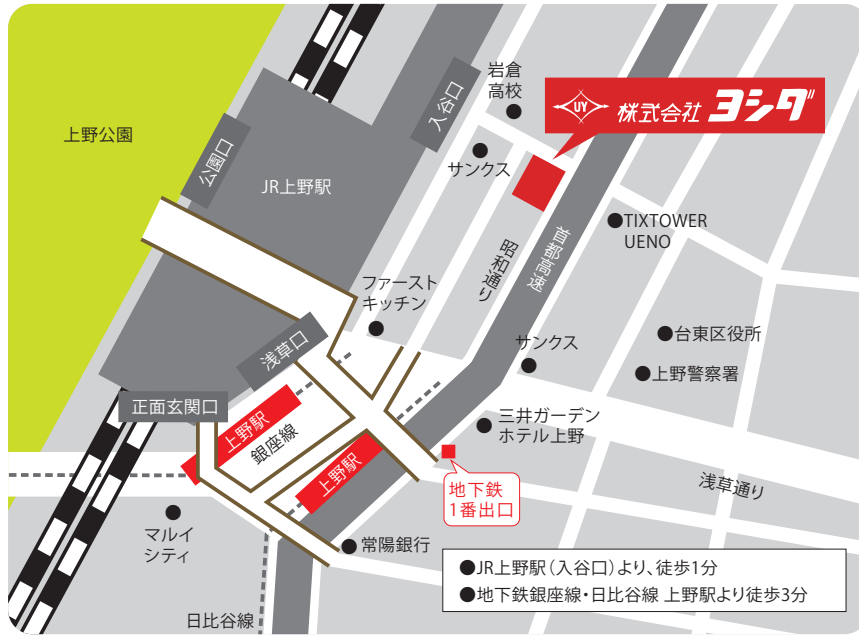 上野公園
公園口
JR上野駅
入谷口
岩倉
高校
サンクス
UY 株式会社 ヨシダ
昭和通り
首都高速
TIXTOWER
UENO
ファースト
キッチン
サンクス
●台東区役所
●上野警察署
浅草口
正面玄関口
上野駅
銀座線
上野駅
三井ガーデン
ホテル上野
地下鉄
1番出口
浅草通り
マルイ
シティ
常陽銀行
日比谷線
●JR上野駅（入谷口）より、徒歩1分
●地下鉄銀座線・日比谷線 上野駅より徒歩3分